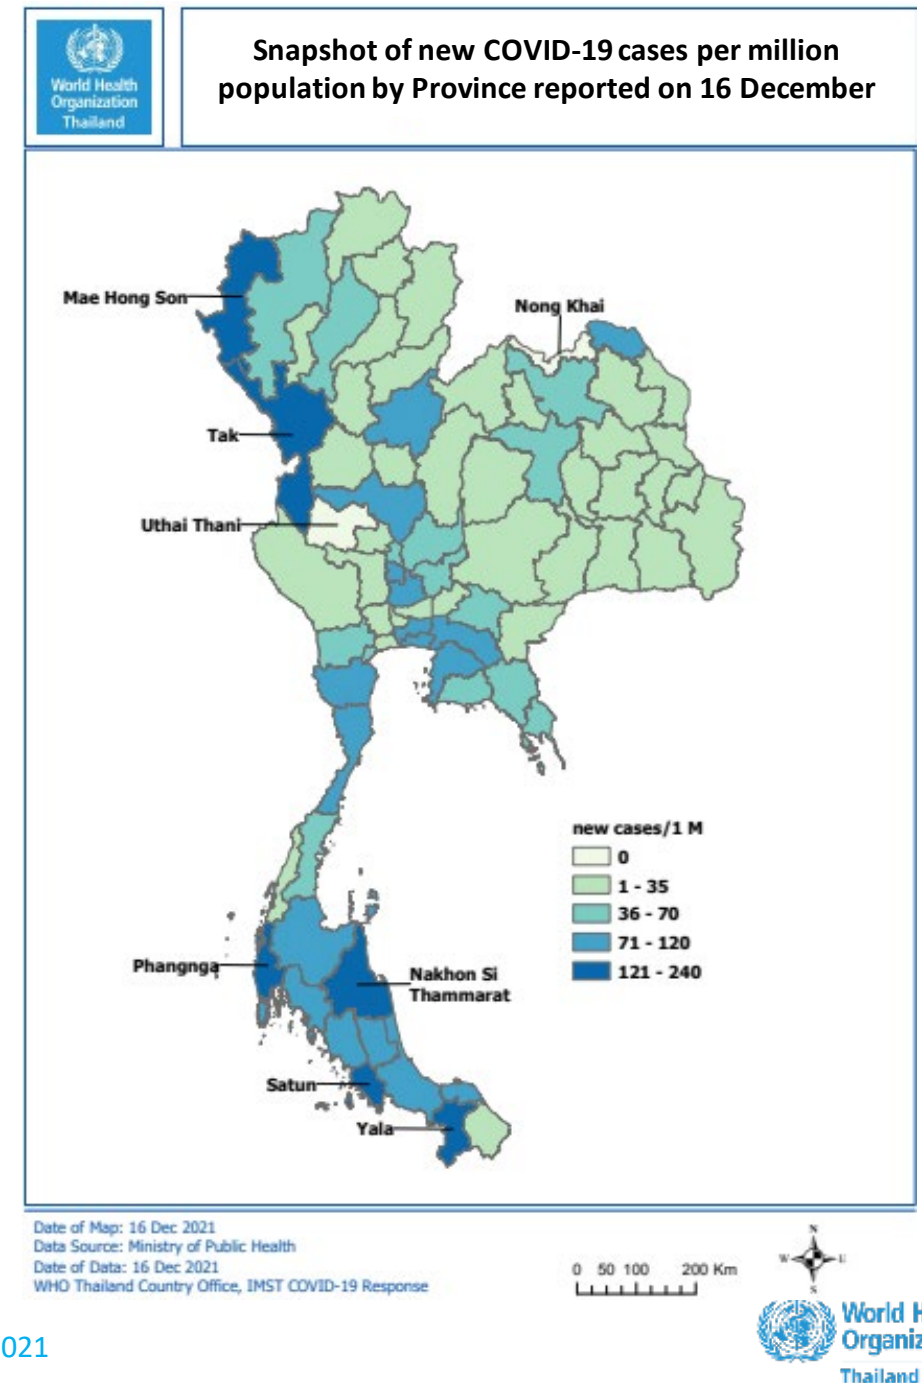 World Health
Organization
Thailand
Snapshot of new COVID-19 cases per million
population by Province reported on 16 December
Mae Hong Son
Nong Khai
Tak
Uthai Thani
new cases/1 M
0
1 - 35
36 - 70
71 - 120
121 - 240
Phangnga
Nakhon Si
Thammarat
Satun
Yala
Date of Map: 16 Dec 2021
Data Source: Ministry of Public Health
Date of Data: 16 Dec 2021
WHO Thailand Country Office, IMST COVID-19 Response
0 50 100 200 Km
N
W
S
World H
Organiz
Thailand
021